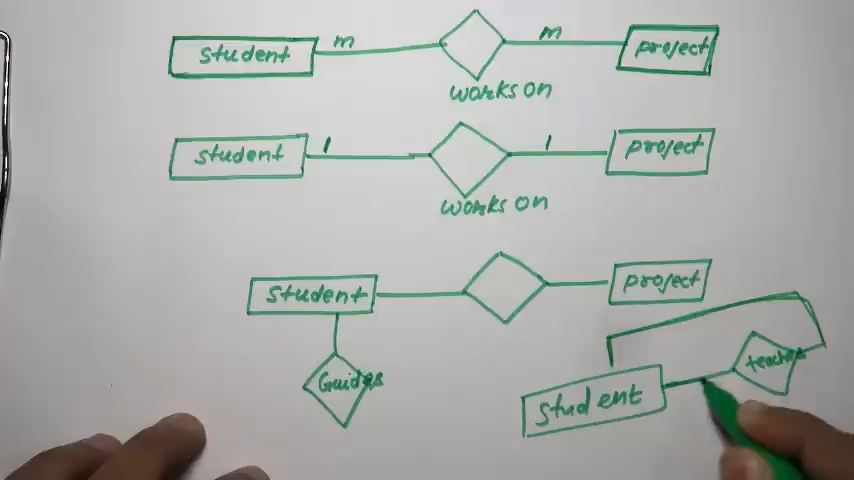 student m m project
works on
student 1 1 project
works on
student project
Guides
teaches
student